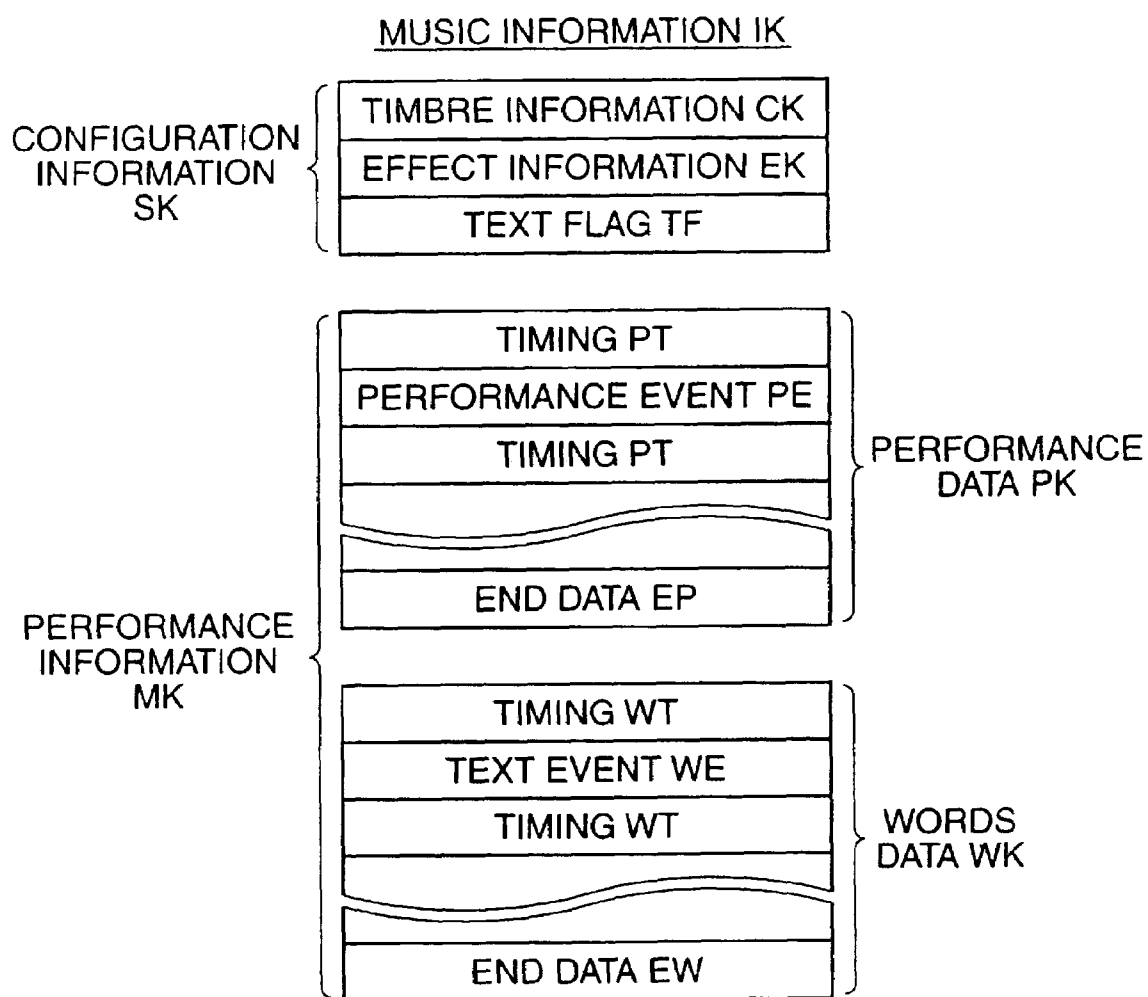 MUSIC INFORMATION IK
CONFIGURATION
INFORMATION
SK
TIMBRE INFORMATION CK
EFFECT INFORMATION EK
TEXT FLAG TF
PERFORMANCE
INFORMATION
MK
TIMING PT
PERFORMANCE EVENT PE
TIMING PT
END DATA EP
PERFORMANCE
DATA PK
TIMING WT
TEXT EVENT WE
TIMING WT
END DATA EW
WORDS
DATA WK